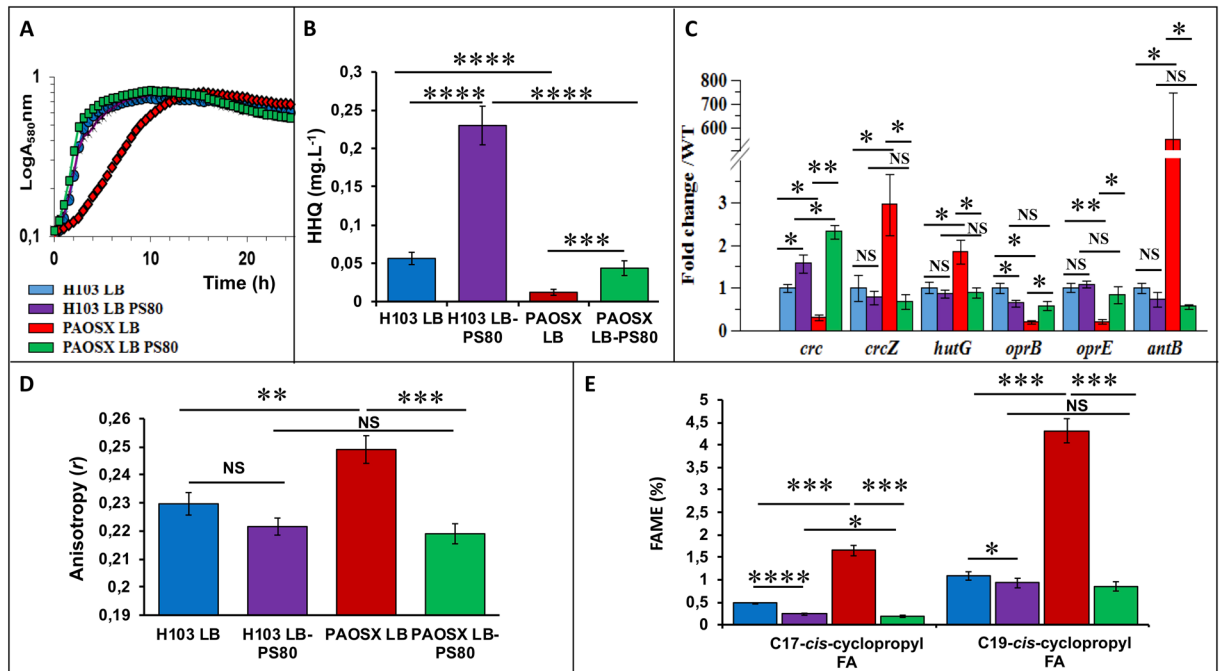 A
1
LogA580nm
0,1
0
10
20
Time (h)
H103 LB
H103 LB PS80
PAOSX LB
PAOSX LB PS80
B
****
****
****
***
0,3
0,25
0,2
0,15
0,1
0,05
0
HHQ (mg.L-1)
H103 LB
H103 LB-
PS80
PAOSX
LB
PAOSX
LB-PS80
C
Fold change /WT
800
700
600
3
2
1
0
*
**
*
*
*
*
NS
NS
*
*
NS
NS
NS
*
*
*
**
*
NS
NS
*
*
NS
NS
crc
crcZ
hutG
oprB
oprE
antB
D
**
***
NS
NS
0,26
0,25
0,24
0,23
0,22
0,21
0,2
0,19
Anisotropy (r)
H103 LB
H103 LB-
PS80
PAOSX LB
PAOSX LB-
PS80
E
5
4,5
4
3,5
3
2,5
2
1,5
1
0,5
0
FAME (%)
***
***
*
****
***
***
NS
*
C17-cis-cyclopropyl
FA
C19-cis-cyclopropyl
FA